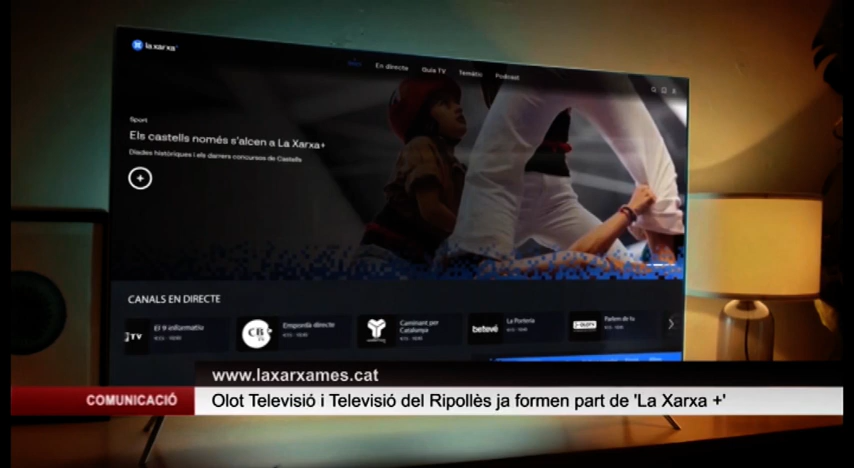 la xarxa+
En directe
Guia TV
Temàtic
Podcast
Sport
Els castells només s'alcen a La Xarxa+
Diades històriques i els darrers concursos de Castells
CANALS EN DIRECTE
TV
El 9 informatiu
CB
Empordà directe
Caminant per
Catalunya
betevé
La Porteria
Parlem de tu
www.laxarxames.cat
COMUNICACIÓ
Olot Televisió i Televisió del Ripollès ja formen part de 'La Xarxa +'